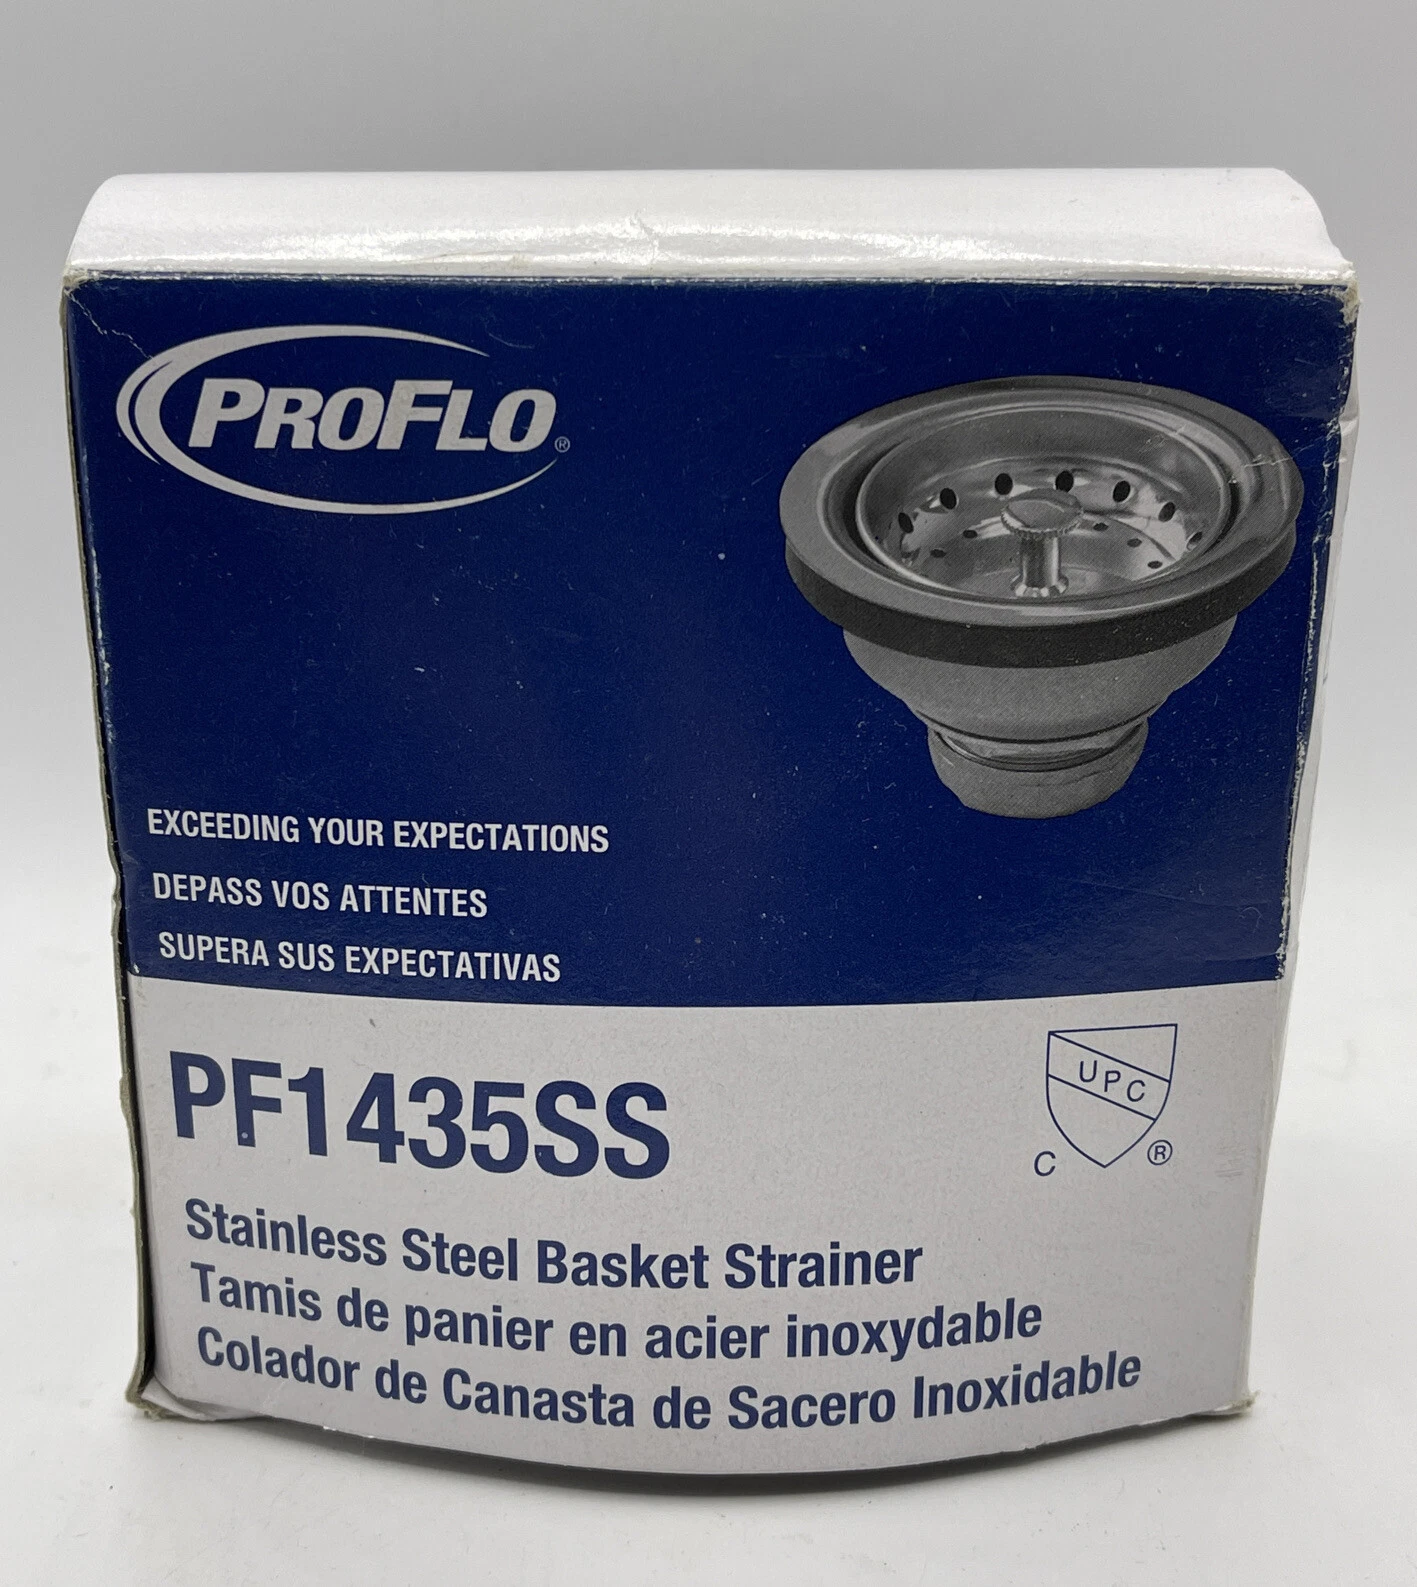 PROFLO®
EXCEEDING YOUR EXPECTATIONS
DEPASS VOS ATTENTES
SUPERA SUS EXPECTATIVAS
PF1435SS
UPC
C ®
Stainless Steel Basket Strainer
Tamis de panier en acier inoxydable
Colador de Canasta de Sacero Inoxidable